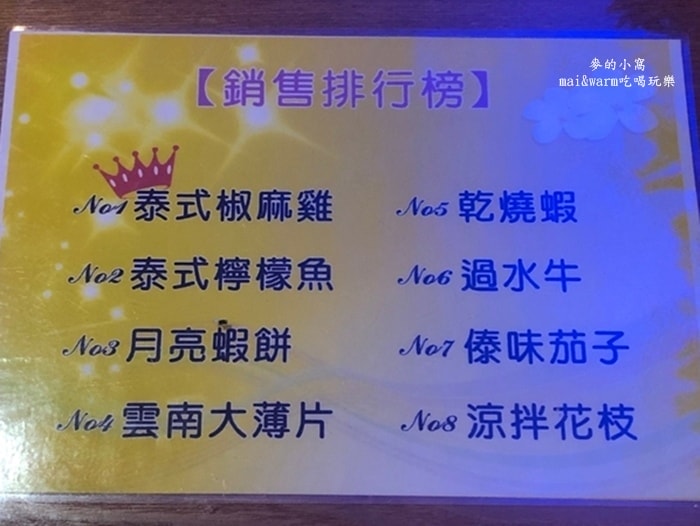 麥的小窩
mai&warm吃喝玩樂
【銷售排行榜】
No1 泰式椒麻雞
No2 泰式檸檬魚
No3 月亮蝦餅
No4 雲南大薄片
No5 乾燒蝦
No6 過水牛
No7 傣味茄子
No8 涼拌花枝